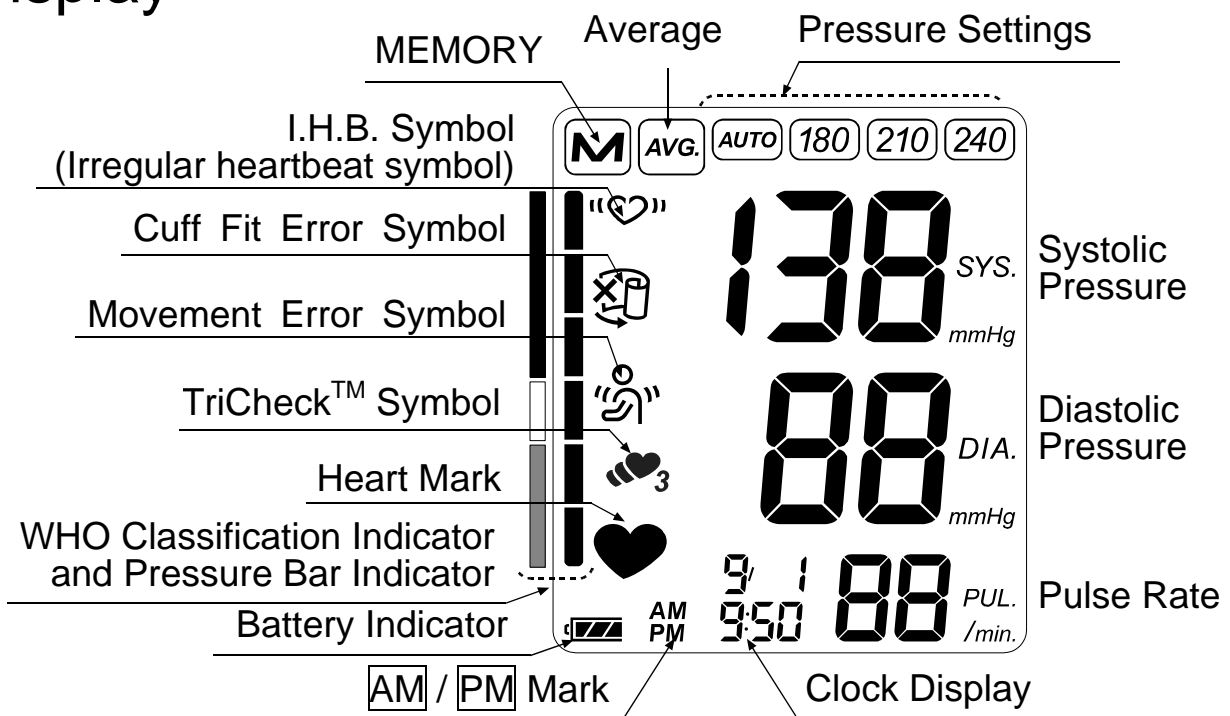 Average
Pressure Settings
MEMORY
I.H.B. Symbol
(Irregular heartbeat symbol)
M AVG. AUTO 180 210 240
Cuff Fit Error Symbol
138 SYS. mmHg
Systolic
Pressure
Movement Error Symbol
TriCheck™ Symbol
3
88 DIA. mmHg
Diastolic
Pressure
Heart Mark
WHO Classification Indicator
and Pressure Bar Indicator
9/ 1
AM
PM
9:50
88 PUL. /min.
Pulse Rate
Battery Indicator
AM / PM Mark
Clock Display